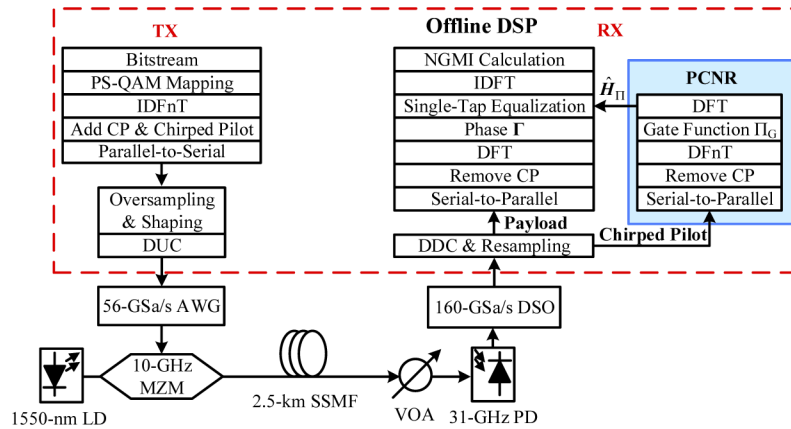 TX
Offline DSP
RX
Bitstream
PS-QAM Mapping
IDFnT
Add CP & Chirped Pilot
Parallel-to-Serial
Oversampling
& Shaping
DUC
NGMI Calculation
IDFT
Single-Tap Equalization
Phase Γ
DFT
Remove CP
Serial-to-Parallel
Payload
DDC & Resampling
Ĥ_Π
PCNR
DFT
Gate Function Π_G
DFnT
Remove CP
Serial-to-Parallel
Chirped Pilot
56-GSa/s AWG
160-GSa/s DSO
10-GHz
MZM
1550-nm LD
2.5-km SSMF
VOA
31-GHz PD